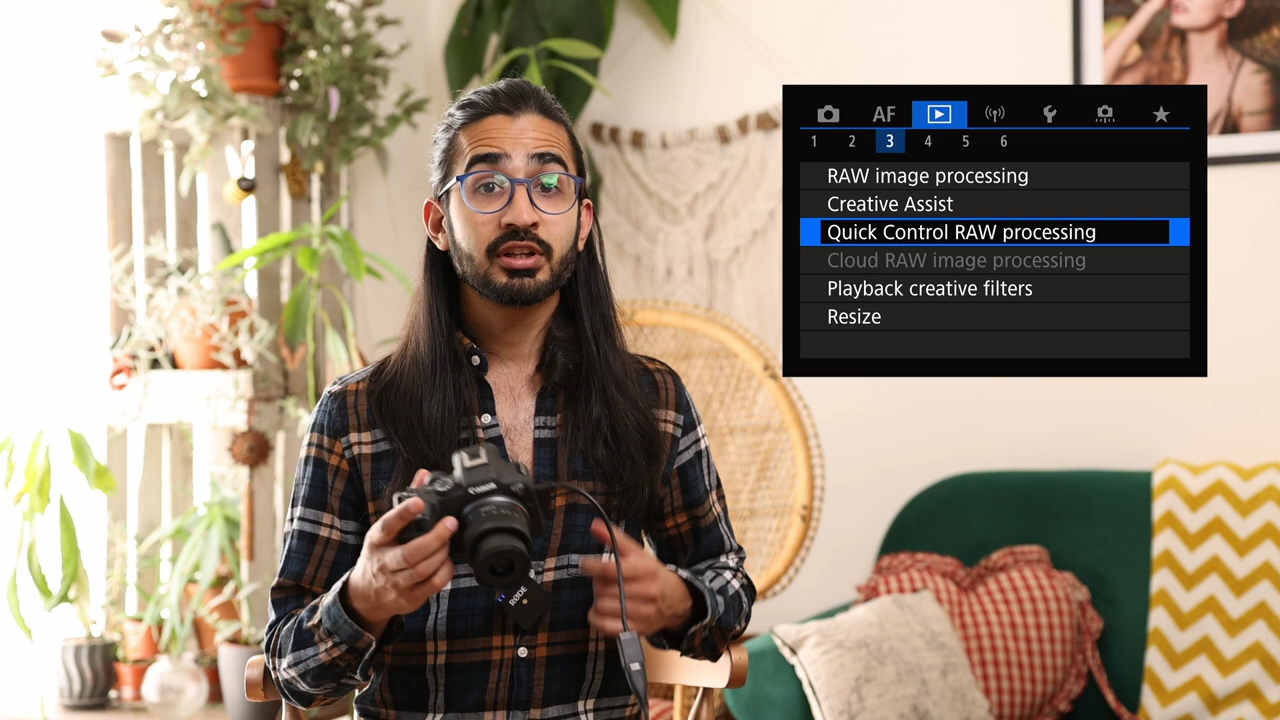 AF
1 2 3 4 5 6
RAW image processing
Creative Assist
Quick Control RAW processing
Cloud RAW image processing
Playback creative filters
Resize
Canon
RØDE